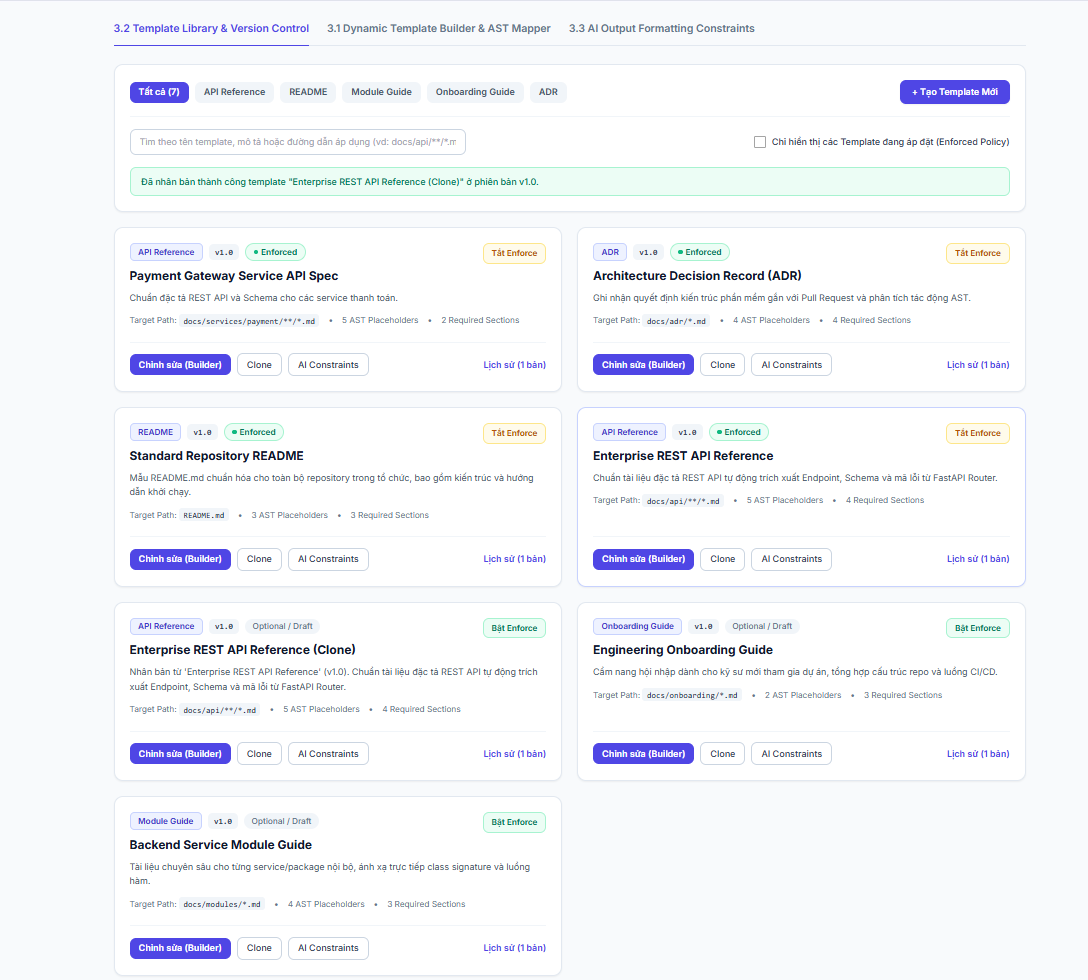 3.2 Template Library & Version Control 3.1 Dynamic Template Builder & AST Mapper 3.3 AI Output Formatting Constraints
Tất cả (7) API Reference README Module Guide Onboarding Guide ADR + Tạo Template Mới
Tìm theo tên template, mô tả hoặc đường dẫn áp dụng (vd: docs/api/**/*.m Chỉ hiển thị các Template đang áp đặt (Enforced Policy)
Đã nhân bản thành công template "Enterprise REST API Reference (Clone)" ở phiên bản v1.0.
API Reference v1.0 Enforced Tắt Enforce
Payment Gateway Service API Spec
Chuẩn đặc tả REST API và Schema cho các service thanh toán.
Target Path: docs/services/payment/**/*.md • 5 AST Placeholders • 2 Required Sections
Chỉnh sửa (Builder) Clone AI Constraints Lịch sử (1 bản)
ADR v1.0 Enforced Tắt Enforce
Architecture Decision Record (ADR)
Ghi nhận quyết định kiến trúc phần mềm gắn với Pull Request và phân tích tác động AST.
Target Path: docs/adr/*.md • 4 AST Placeholders • 4 Required Sections
Chỉnh sửa (Builder) Clone AI Constraints Lịch sử (1 bản)
README v1.0 Enforced Tắt Enforce
Standard Repository README
Mẫu README.md chuẩn hóa cho toàn bộ repository trong tổ chức, bao gồm kiến trúc và hướng
dẫn khởi chạy.
Target Path: README.md • 3 AST Placeholders • 3 Required Sections
Chỉnh sửa (Builder) Clone AI Constraints Lịch sử (1 bản)
API Reference v1.0 Enforced Tắt Enforce
Enterprise REST API Reference
Chuẩn tài liệu đặc tả REST API tự động trích xuất Endpoint, Schema và mã lỗi từ FastAPI Router.
Target Path: docs/api/**/*.md • 5 AST Placeholders • 4 Required Sections
Chỉnh sửa (Builder) Clone AI Constraints Lịch sử (1 bản)
API Reference v1.0 Optional / Draft Bật Enforce
Enterprise REST API Reference (Clone)
Nhân bản từ 'Enterprise REST API Reference' (v1.0). Chuẩn tài liệu đặc tả REST API tự động trích
xuất Endpoint, Schema và mã lỗi từ FastAPI Router.
Target Path: docs/api/**/*.md • 5 AST Placeholders • 4 Required Sections
Chỉnh sửa (Builder) Clone AI Constraints Lịch sử (1 bản)
Onboarding Guide v1.0 Optional / Draft Bật Enforce
Engineering Onboarding Guide
Cẩm nang hội nhập dành cho kỹ sư mới tham gia dự án, tổng hợp cấu trúc repo và luồng CI/CD.
Target Path: docs/onboarding/*.md • 2 AST Placeholders • 3 Required Sections
Chỉnh sửa (Builder) Clone AI Constraints Lịch sử (1 bản)
Module Guide v1.0 Optional / Draft Bật Enforce
Backend Service Module Guide
Tài liệu chuyên sâu cho từng service/package nội bộ, ánh xạ trực tiếp class signature và luồng
hàm.
Target Path: docs/modules/*.md • 4 AST Placeholders • 3 Required Sections
Chỉnh sửa (Builder) Clone AI Constraints Lịch sử (1 bản)